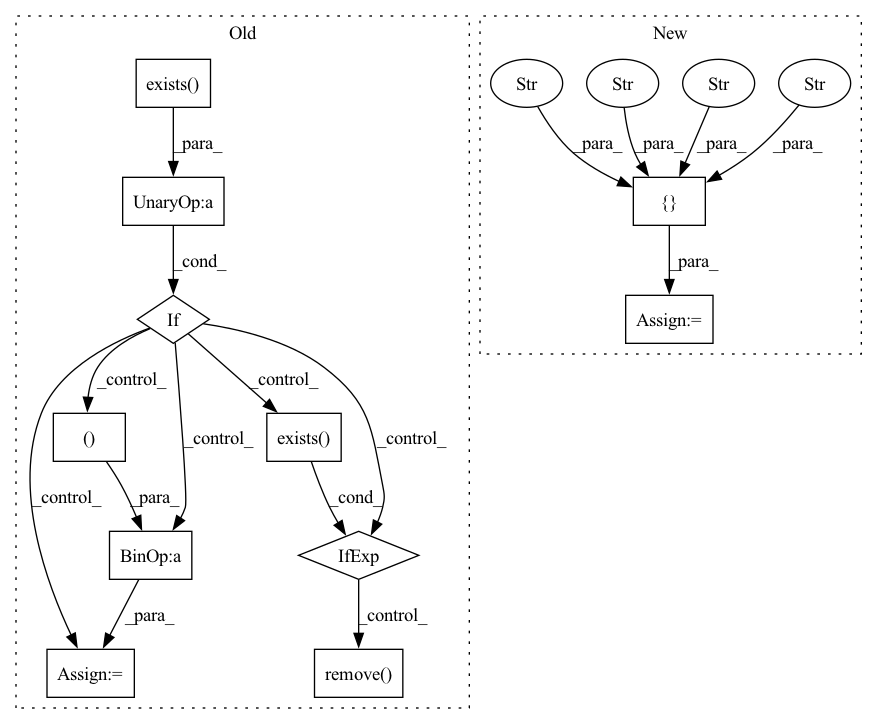 Old
New
exists()
Str
Str
Str
Str
_para_
_para_
_para_
_para_
_para_
UnaryOp:a
{}
_cond_
_para_
If
Assign:=
_control_
_control_
_control_
_control_
_control_
()
exists()
_para_
_cond_
BinOp:a
IfExp
_para_
_control_
Assign:=
remove()